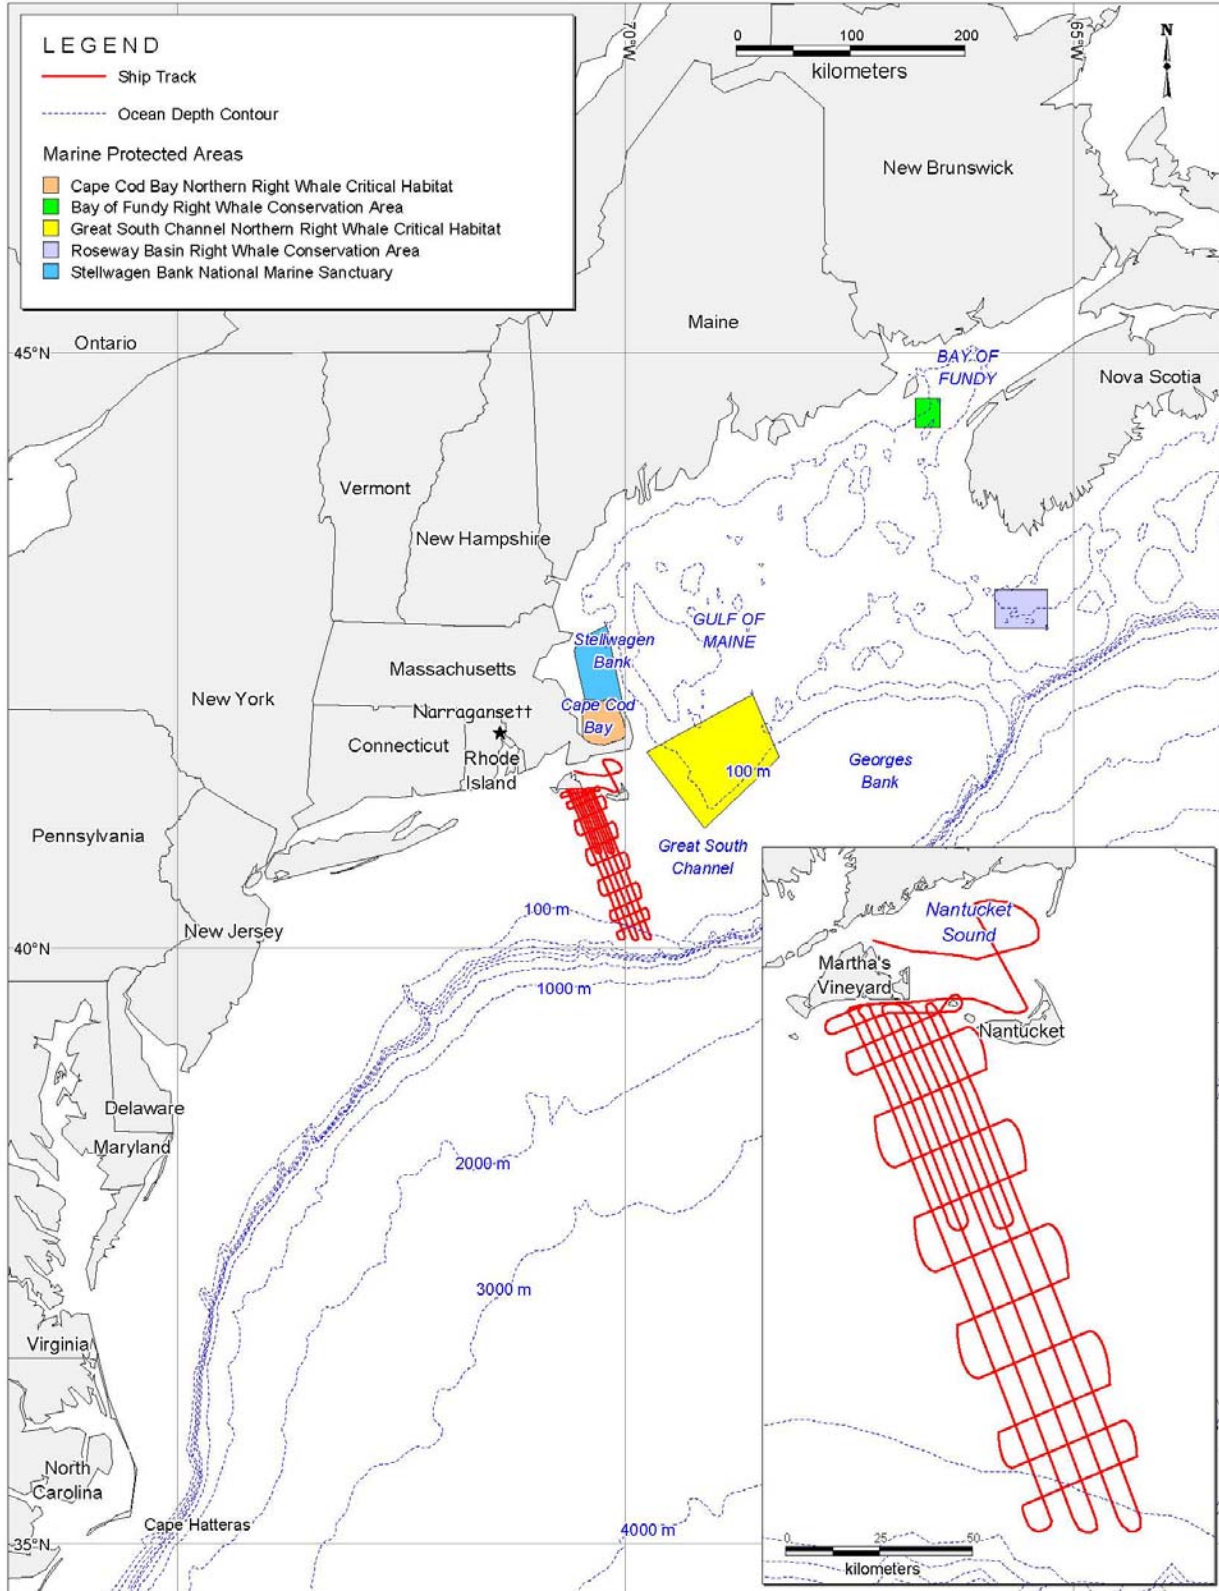 LEGEND
Ship Track
Ocean Depth Contour
Marine Protected Areas
Cape Cod Bay Northern Right Whale Critical Habitat
Bay of Fundy Right Whale Conservation Area
Great South Channel Northern Right Whale Critical Habitat
Roseway Basin Right Whale Conservation Area
Stellwagen Bank National Marine Sanctuary
70°W
65°W
0 100 200
kilometers
N
New Brunswick
Maine
Ontario
45°N
BAY OF
FUNDY
Nova Scotia
Vermont
New Hampshire
GULF OF
MAINE
Stellwagen
Bank
Massachusetts
New York
Cape Cod
Bay
Narragansett
Connecticut
Rhode
Island
100 m
Georges
Bank
Pennsylvania
Great South
Channel
100 m
New Jersey
40°N
1000 m
Delaware
Maryland
2000 m
3000 m
Virginia
North
Carolina
Cape Hatteras
4000 m
35°N
Nantucket
Sound
Martha's
Vineyard
Nantucket
0 25 50
kilometers